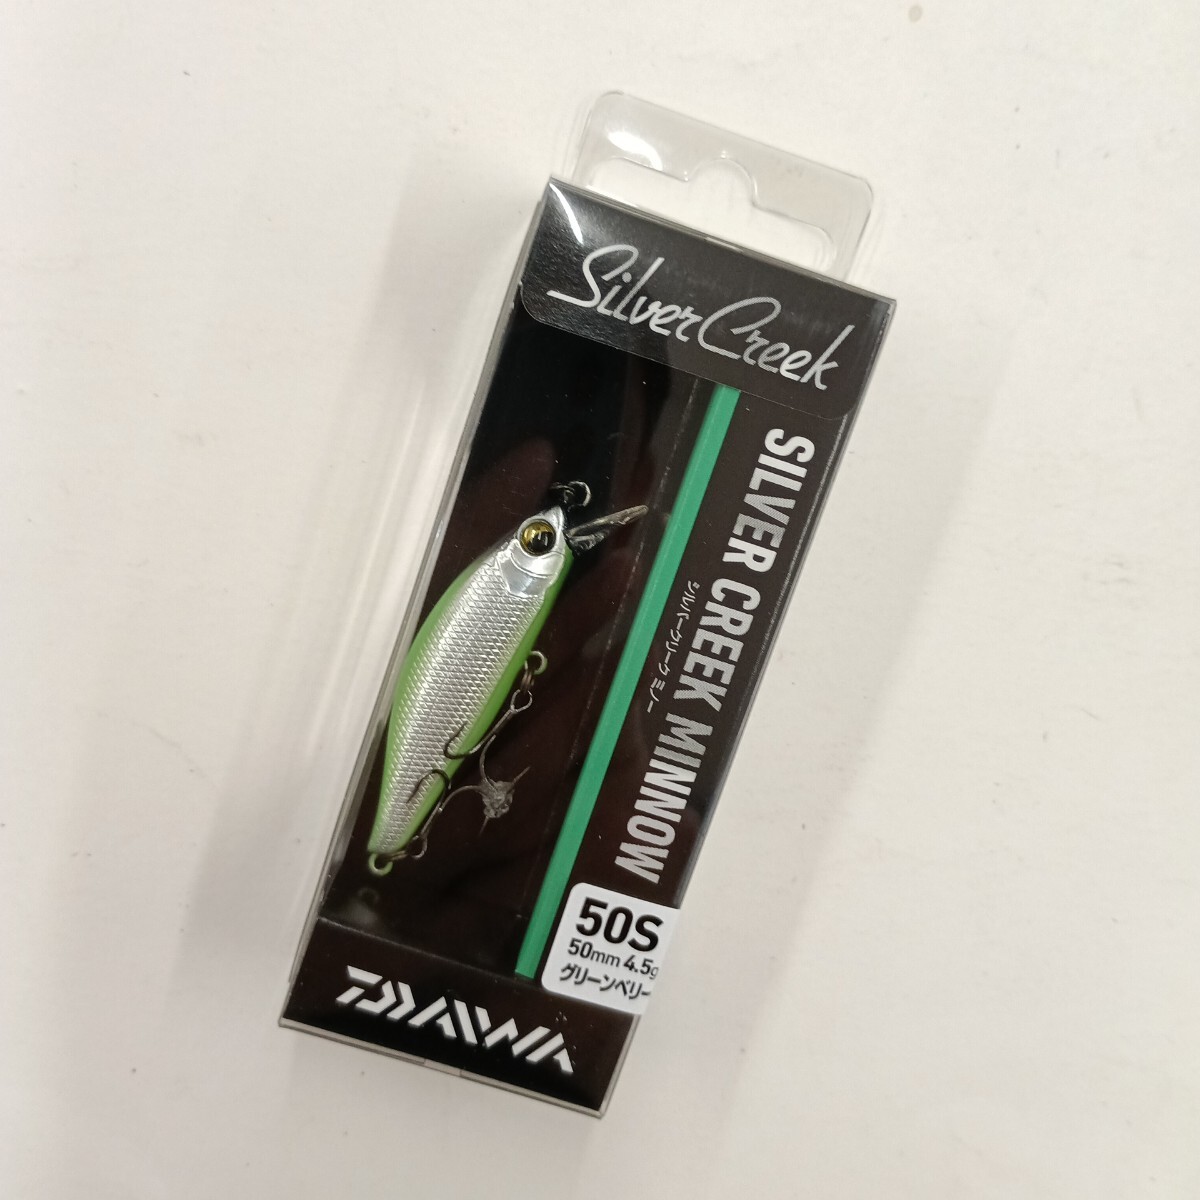 Silver Creek
SILVER CREEK MINNOW
シルバークリーク ミノー
50S
50mm 4.5g
グリーンベリー
DAIWA